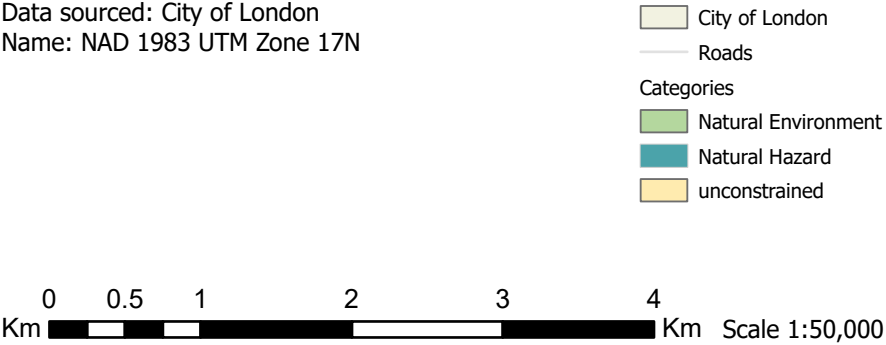 Data sourced: City of London
Name: NAD 1983 UTM Zone 17N
City of London
Roads
Categories
Natural Environment
Natural Hazard
unconstrained
0 0.5 1 2 3 4
Km Km Scale 1:50,000